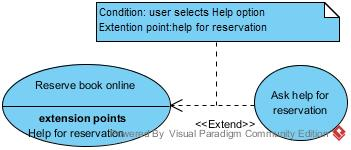 Condition: user selects Help option
Extention point:help for reservation
Reserve book online
extension points
Help for reservation
Ask help for
reservation
<<Extend>>
Powered By Visual Paradigm Community Edition